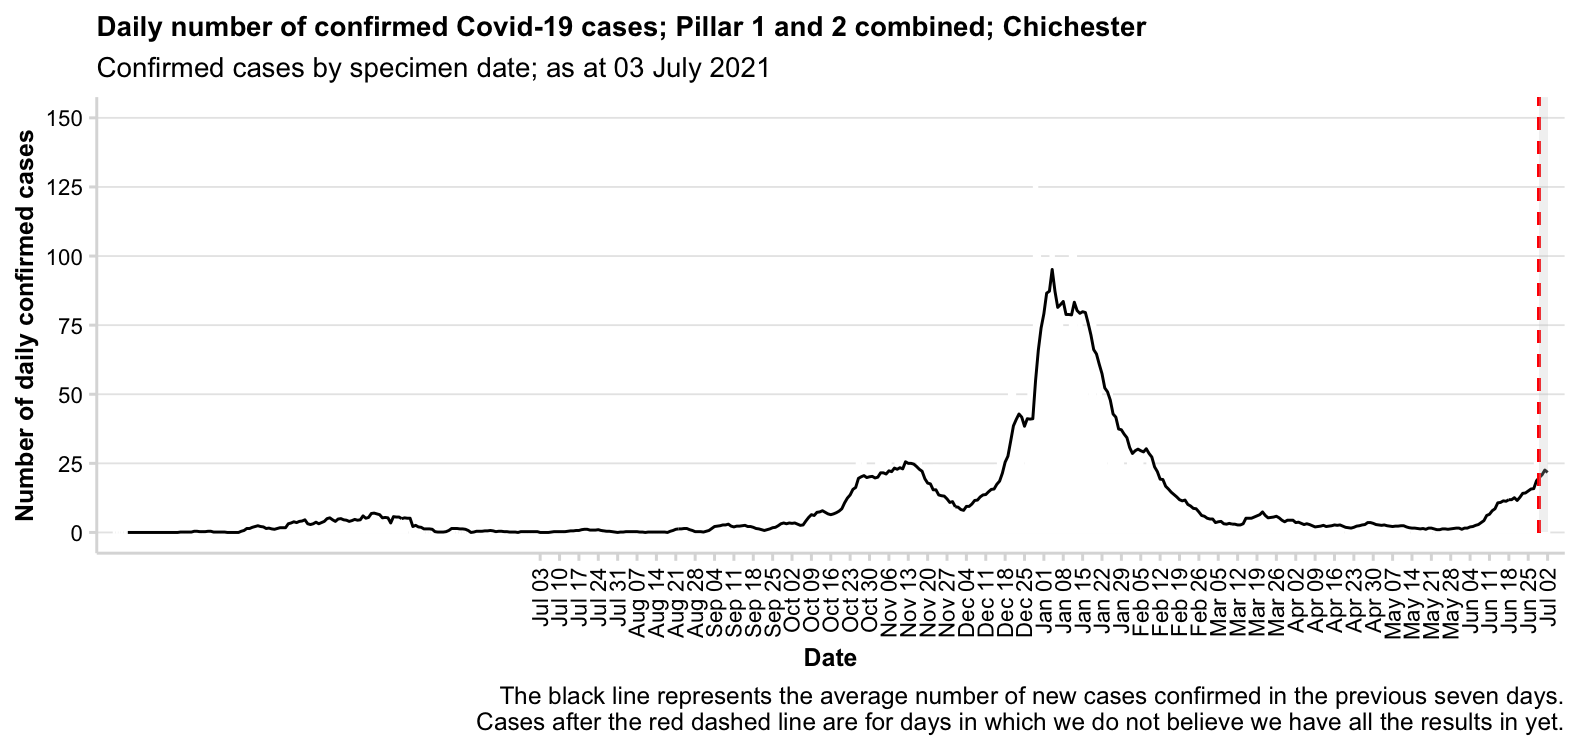 Daily number of confirmed Covid-19 cases; Pillar 1 and 2 combined; Chichester
Confirmed cases by specimen date; as at 03 July 2021
Number of daily confirmed cases
150
125
100
75
50
25
0
Jul 03
Jul 10
Jul 17
Jul 24
Jul 31
Aug 07
Aug 14
Aug 21
Aug 28
Sep 04
Sep 11
Sep 18
Sep 25
Oct 02
Oct 09
Oct 16
Oct 23
Oct 30
Nov 06
Nov 13
Nov 20
Nov 27
Dec 04
Dec 11
Dec 18
Dec 25
Jan 01
Jan 08
Jan 15
Jan 22
Jan 29
Feb 05
Feb 12
Feb 19
Feb 26
Mar 05
Mar 12
Mar 19
Mar 26
Apr 02
Apr 09
Apr 16
Apr 23
Apr 30
May 07
May 14
May 21
May 28
Jun 04
Jun 11
Jun 18
Jun 25
Jul 02
Date
The black line represents the average number of new cases confirmed in the previous seven days.
Cases after the red dashed line are for days in which we do not believe we have all the results in yet.